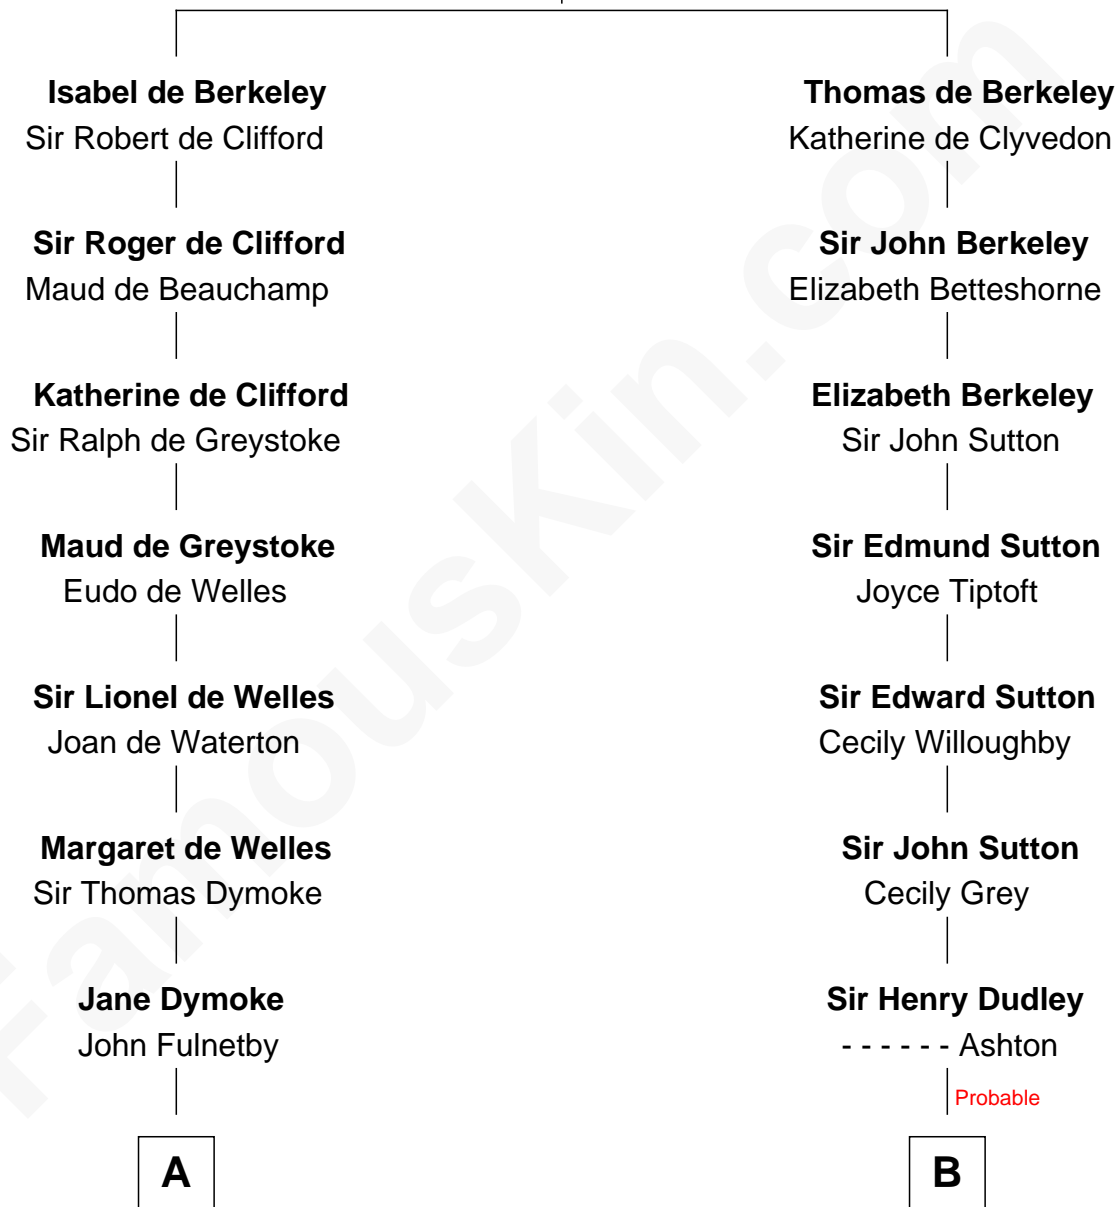 Isabel de Berkeley
Sir Robert de Clifford
Sir Roger de Clifford
Maud de Beauchamp
Katherine de Clifford
Sir Ralph de Greystoke
Maud de Greystoke
Eudo de Welles
Sir Lionel de Welles
Joan de Waterton
Margaret de Welles
Sir Thomas Dymoke
Jane Dymoke
John Fulnetby
A
Thomas de Berkeley
Katherine de Clyvedon
Sir John Berkeley
Elizabeth Betteshorne
Elizabeth Berkeley
Sir John Sutton
Sir Edmund Sutton
Joyce Tiptoft
Sir Edward Sutton
Cecily Willoughby
Sir John Sutton
Cecily Grey
Sir Henry Dudley
- - - - - - Ashton
Probable
B
FamousKin.com